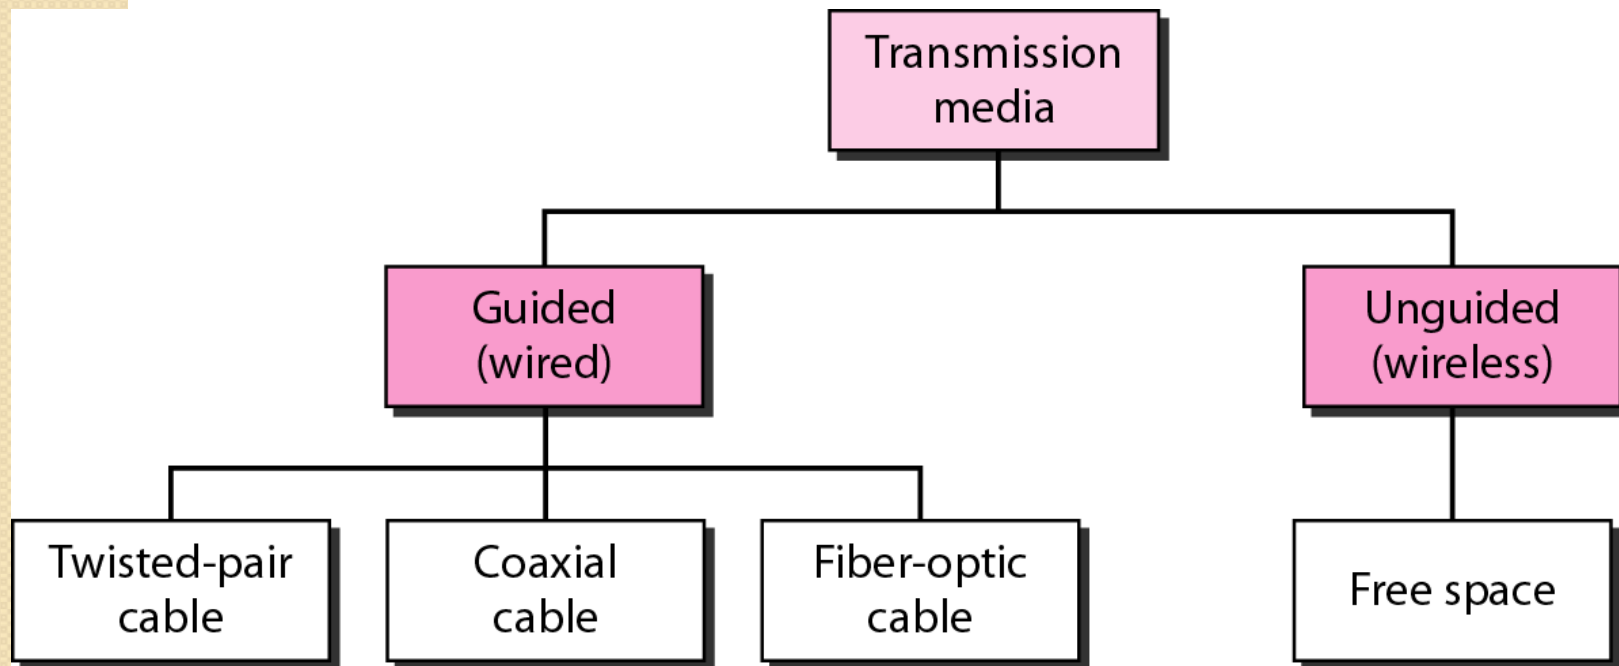 Transmission
media
Guided
(wired)
Unguided
(wireless)
Twisted-pair
cable
Coaxial
cable
Fiber-optic
cable
Free space